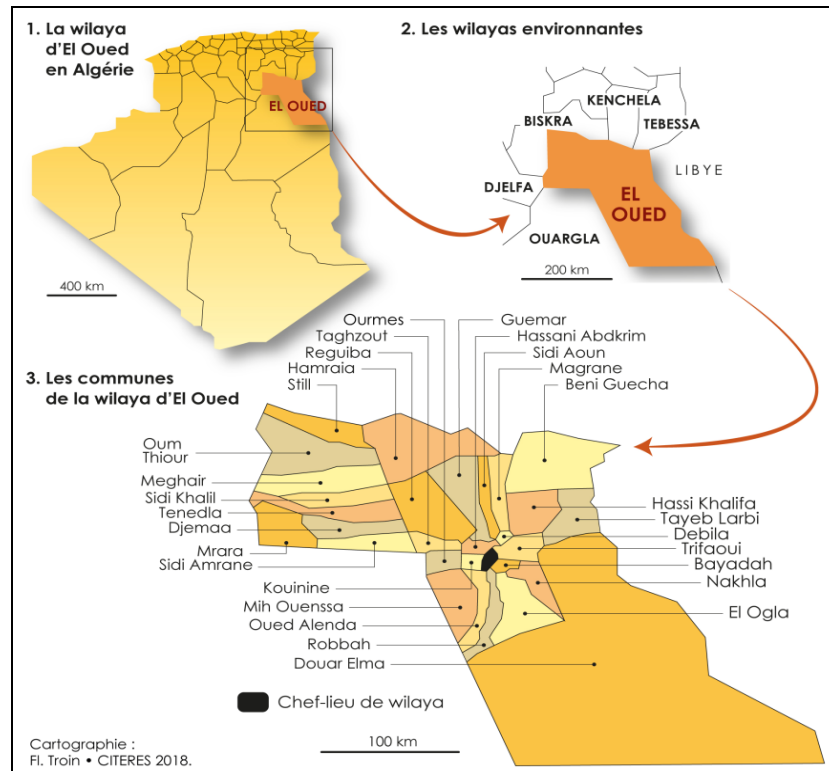 1. La wilaya
d'El Oued
en Algérie
EL OUED
400 km
2. Les wilayas environnantes
KENCHELA
BISKRA
TEBESSA
LIBYE
DJELFA
EL
OUED
OUARGLA
200 km
3. Les communes
de la wilaya d'El Oued
Ourmes
Taghzout
Reguiba
Hamraia
Still
Guemar
Hassani Abdkrim
Sidi Aoun
Magrane
Beni Guecha
Oum
Thiour
Meghair
Sidi Khalil
Tenedla
Djemaa
Mrara
Sidi Amrane
Hassi Khalifa
Tayeb Larbi
Debila
Trifaoui
Bayadah
Nakhla
El Ogla
Kouinine
Mih Ouenssa
Oued Alenda
Robbah
Douar Elma
Chef-lieu de wilaya
100 km
Cartographie :
Fl. Troin • CITERES 2018.